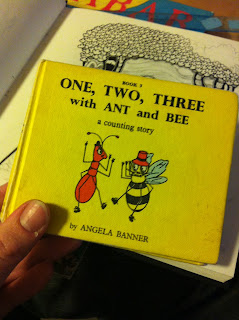 BOOK 3
ONE, TWO, THREE
with ANT and BEE
a counting story
by ANGELA BANNER